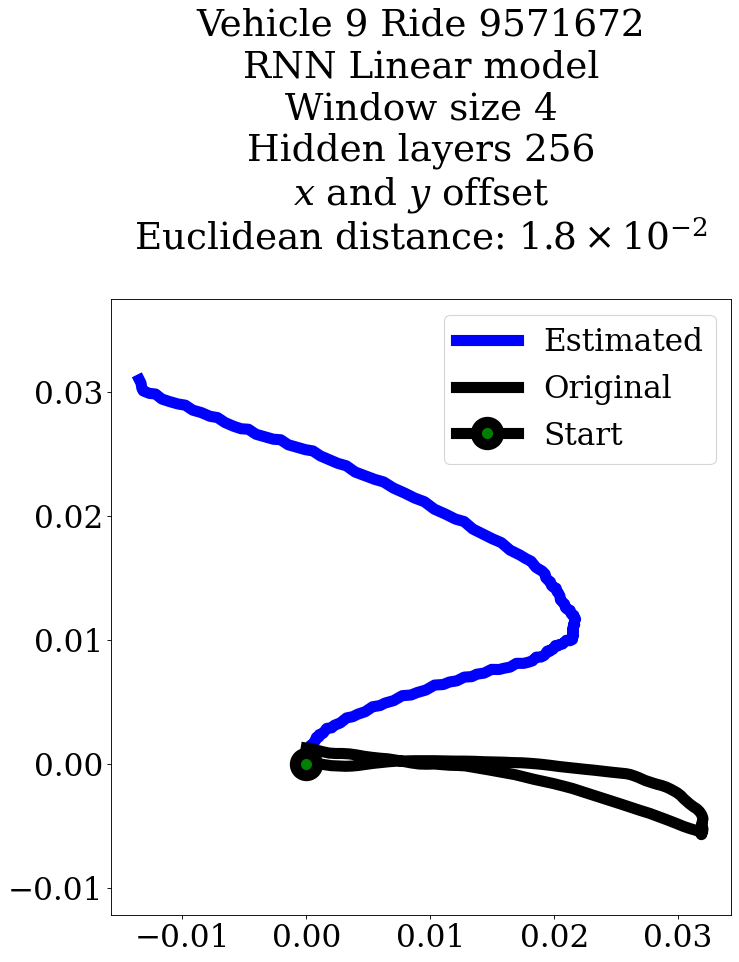 Vehicle 9 Ride 9571672
RNN Linear model
Window size 4
Hidden layers 256
x and y offset
Euclidean distance: 1.8 × 10⁻²
Estimated
Original
Start
0.03
0.02
0.01
0.00
−0.01
−0.01 0.00 0.01 0.02 0.03